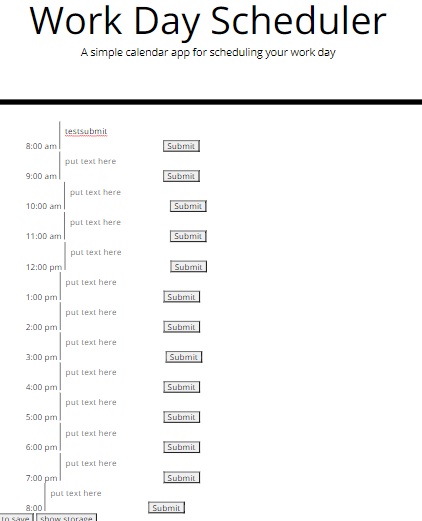 Work Day Scheduler
A simple calendar app for scheduling your work day
testsubmit
8:00 am Submit
put text here
9:00 am Submit
put text here
10:00 am Submit
put text here
11:00 am Submit
put text here
12:00 pm Submit
put text here
1:00 pm Submit
put text here
2:00 pm Submit
put text here
3:00 pm Submit
put text here
4:00 pm Submit
put text here
5:00 pm Submit
put text here
6:00 pm Submit
put text here
7:00 pm Submit
put text here
8:00 Submit
to save show storage